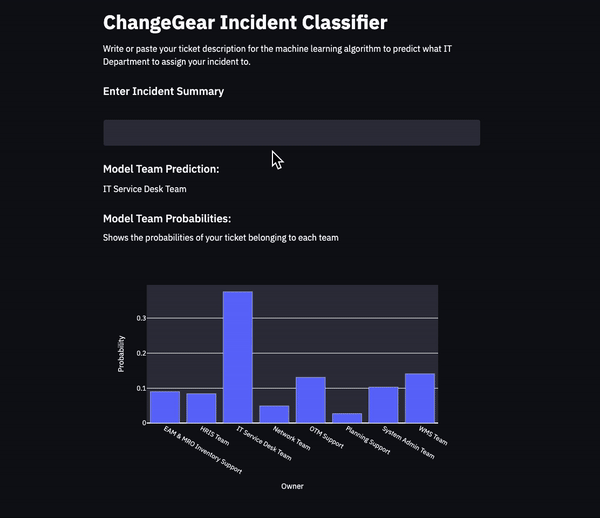 ChangeGear Incident Classifier
Write or paste your ticket description for the machine learning algorithm to predict what IT
Department to assign your incident to.
Enter Incident Summary
Model Team Prediction:
IT Service Desk Team
Model Team Probabilities:
Shows the probabilities of your ticket belonging to each team
Probability
0.3
0.2
0.1
0
EAM & MRO Inventory Support
HRIS Team
IT Service Desk Team
Network Team
OTM Support
Planning Support
System Admin Team
WMS Team
Owner